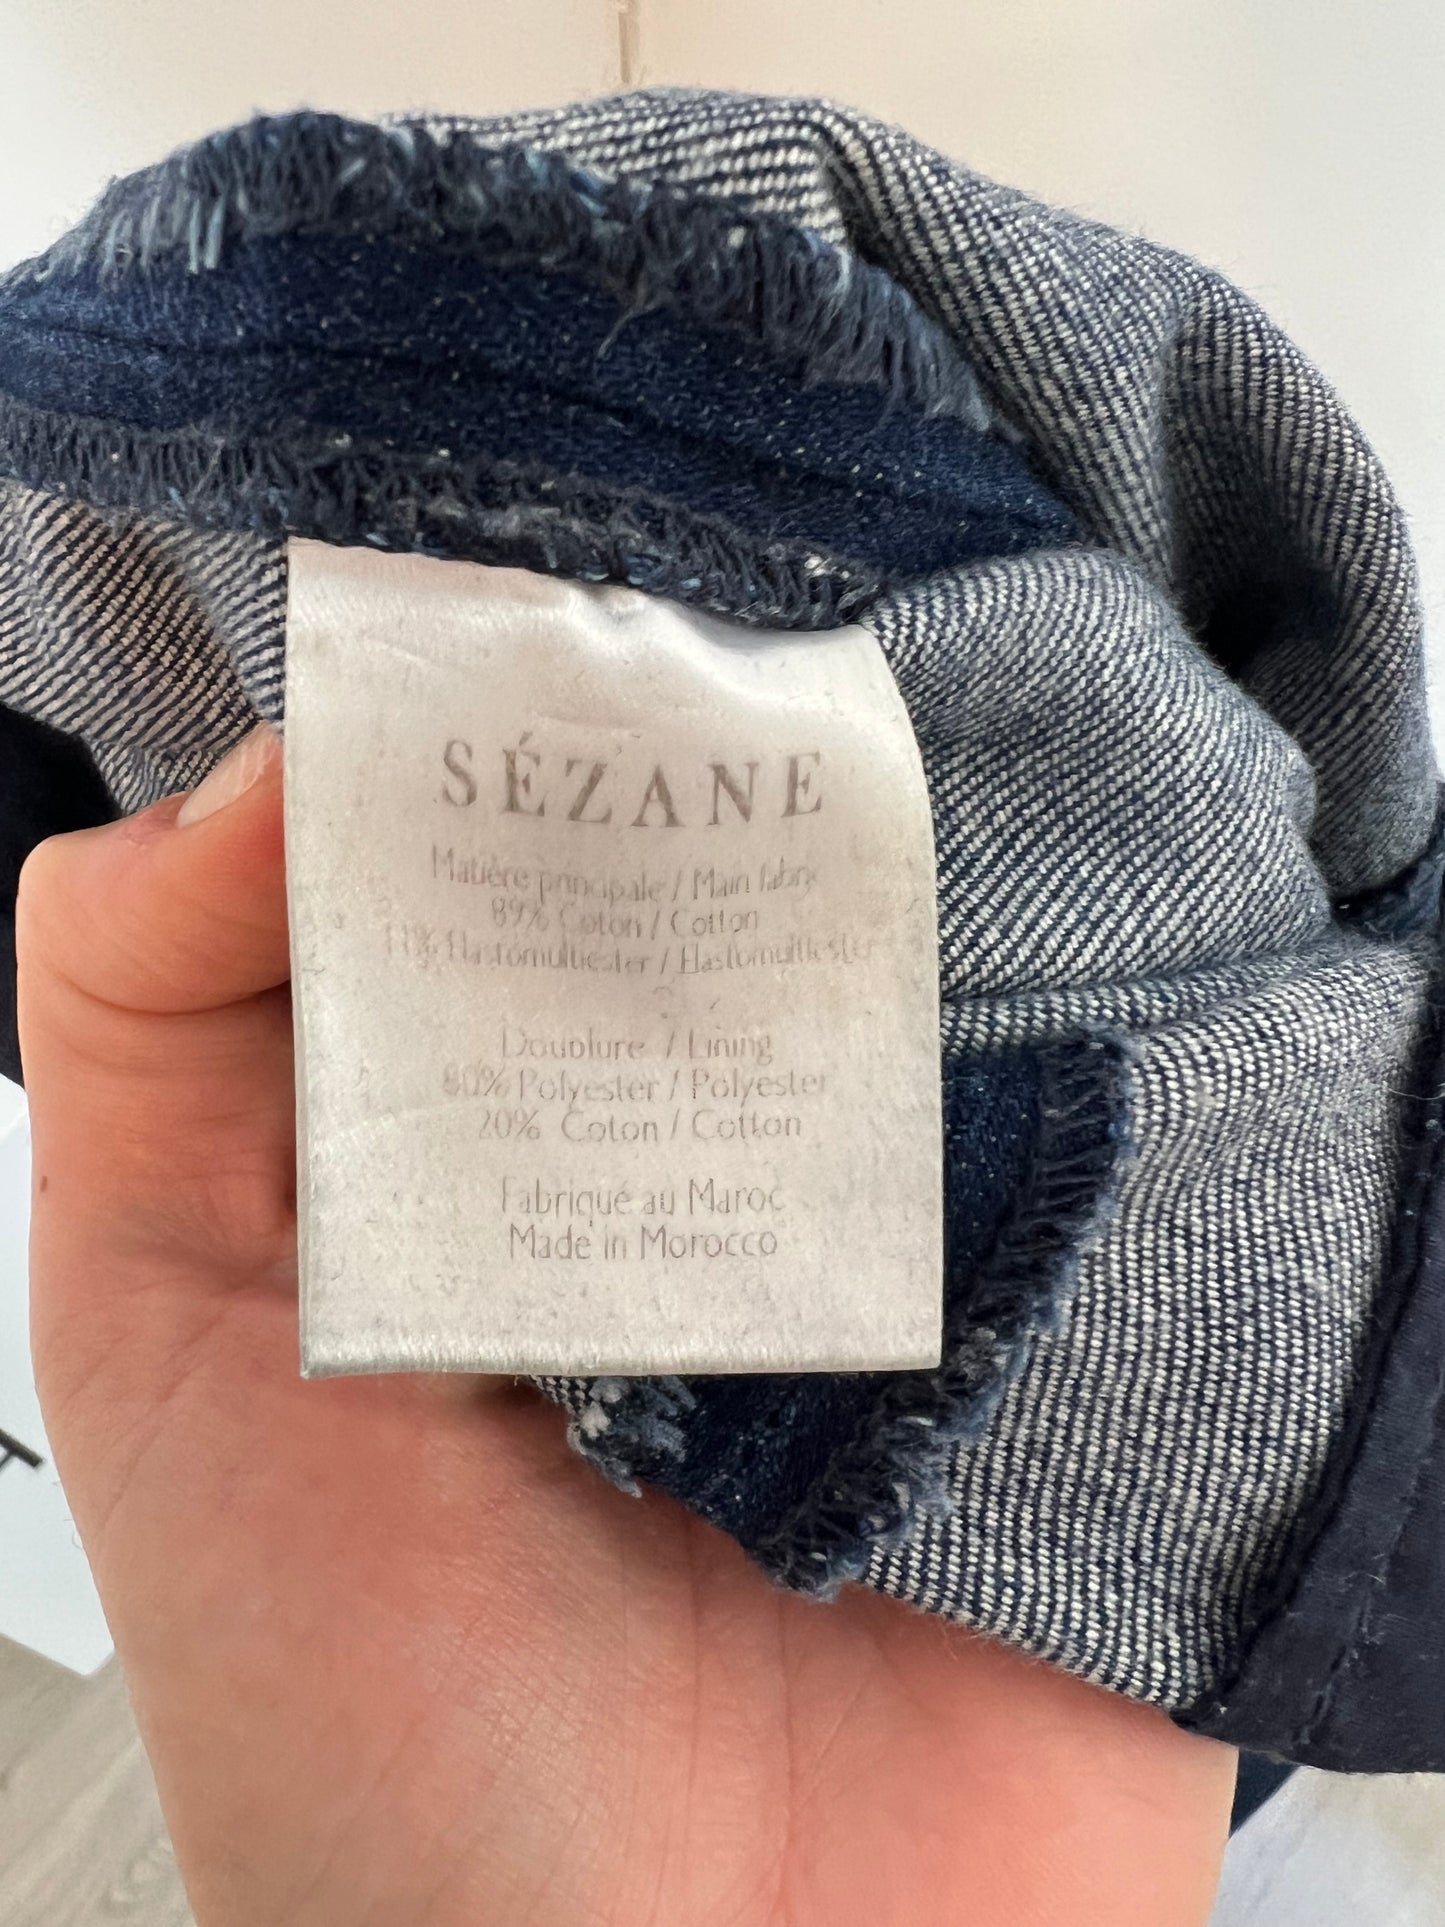 SÉZANE
Matière principale / Main fabric
89% Coton / Cotton
11% Elastomultiester / Elastomultiester
Doublure / Lining
80% Polyester / Polyester
20% Coton / Cotton
Fabriqué au Maroc
Made in Morocco